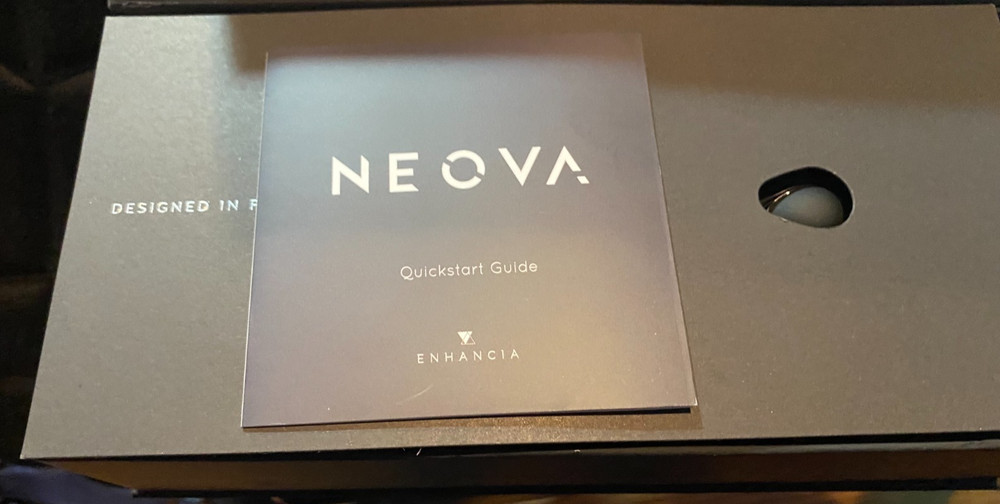 DESIGNED IN F
NEOVA
Quickstart Guide
ENHANCIA